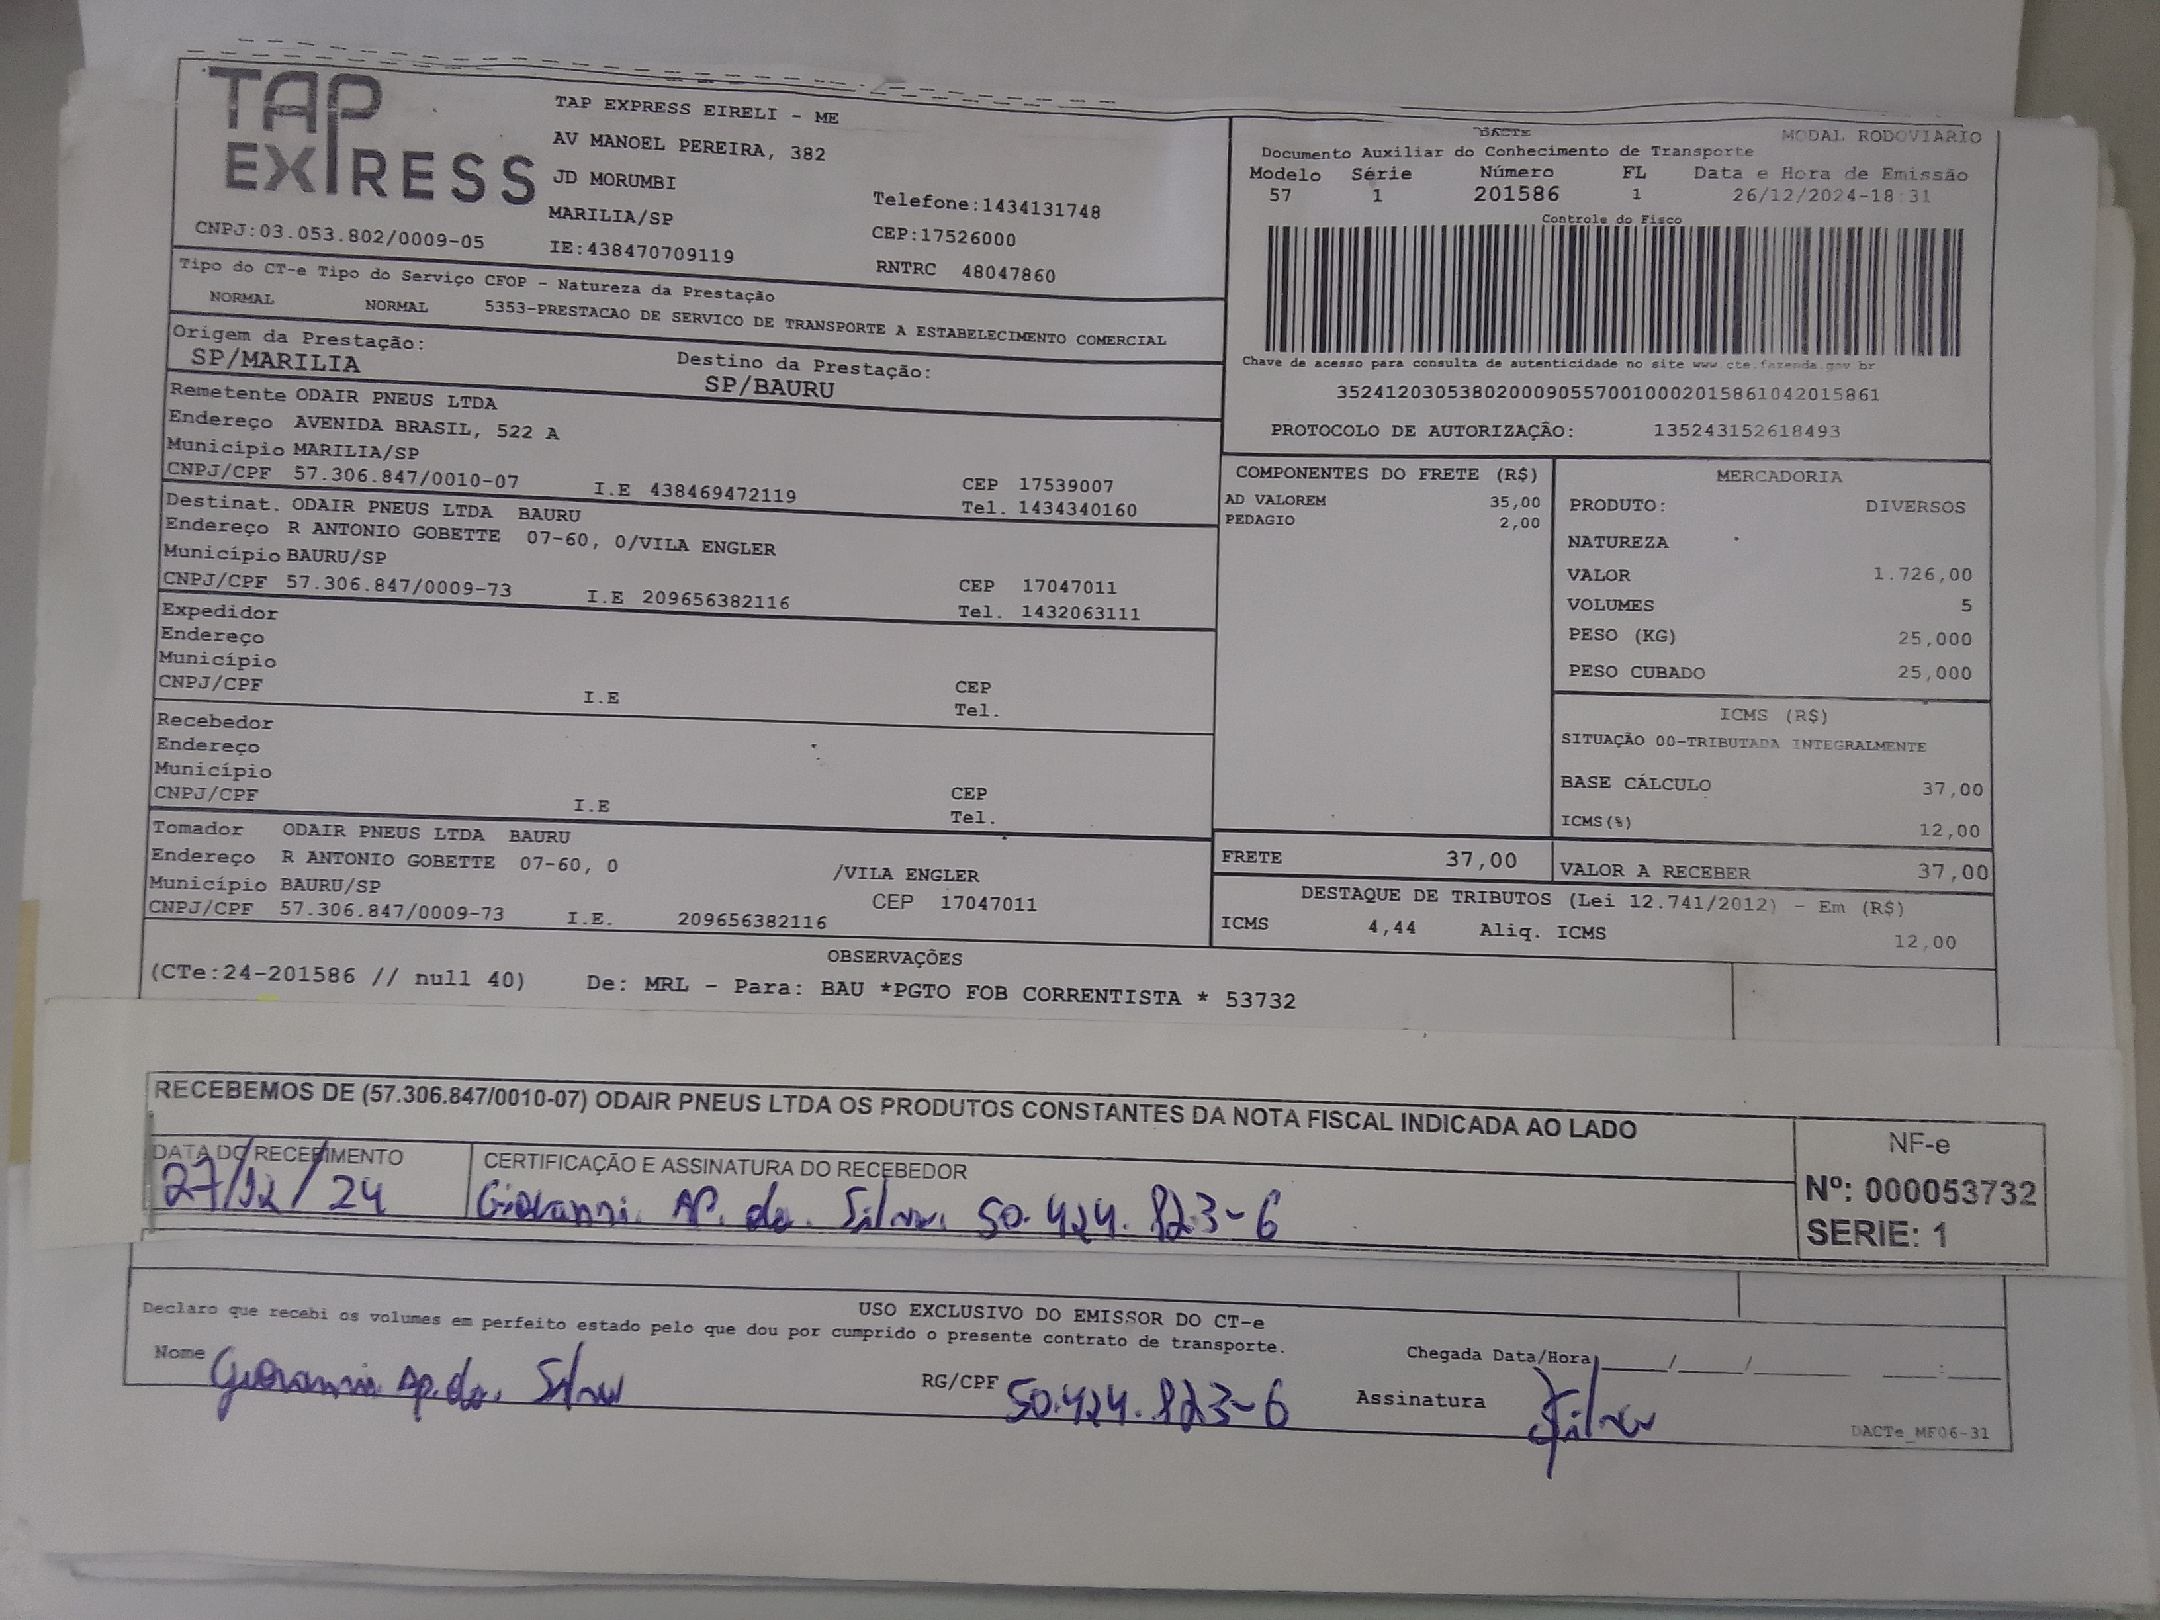 TAP EXPRESS
TAP EXPRESS EIRELI - ME
AV MANOEL PEREIRA, 382
JD MORUMBI
MARILIA/SP
Telefone:1434131748
CNPJ:03.053.802/0009-05
IE:438470709119
CEP:17526000
RNTRC 48047860
Tipo do CT-e Tipo do Serviço CFOP - Natureza da Prestação
NORMAL NORMAL 5353-PRESTACAO DE SERVICO DE TRANSPORTE A ESTABELECIMENTO COMERCIAL
Origem da Prestação: Destino da Prestação:
SP/MARILIA SP/BAURU
Remetente ODAIR PNEUS LTDA
Endereço AVENIDA BRASIL, 522 A
Município MARILIA/SP
CNPJ/CPF 57.306.847/0010-07 I.E 438469472119 CEP 17539007
Tel. 1434340160
Destinat. ODAIR PNEUS LTDA BAURU
Endereço R ANTONIO GOBETTE 07-60, 0/VILA ENGLER
Município BAURU/SP
CNPJ/CPF 57.306.847/0009-73 I.E 209656382116 CEP 17047011
Tel. 1432063111
Expedidor
Endereço
Município
CNPJ/CPF I.E CEP
Tel.
Recebedor
Endereço
Município
CNPJ/CPF I.E CEP
Tel.
Tomador ODAIR PNEUS LTDA BAURU
Endereço R ANTONIO GOBETTE 07-60, 0 /VILA ENGLER
Município BAURU/SP CEP 17047011
CNPJ/CPF 57.306.847/0009-73 I.E. 209656382116
DACTE MODAL RODOVIARIO
Documento Auxiliar do Conhecimento de Transporte
Modelo Série Número FL Data e Hora de Emissão
57 1 201586 1 26/12/2024-18:31
Controle do Fisco
Chave de acesso para consulta de autenticidade no site www.cte.fazenda.gov.br
35241203053802000905570010002015861042015861
PROTOCOLO DE AUTORIZAÇÃO: 135243152618493
COMPONENTES DO FRETE (R$)
AD VALOREM 35,00
PEDAGIO 2,00
MERCADORIA
PRODUTO: DIVERSOS
NATUREZA
VALOR 1.726,00
VOLUMES 5
PESO (KG) 25,000
PESO CUBADO 25,000
ICMS (R$)
SITUAÇÃO 00-TRIBUTADA INTEGRALMENTE
BASE CÁLCULO 37,00
ICMS(%) 12,00
FRETE 37,00 VALOR A RECEBER 37,00
DESTAQUE DE TRIBUTOS (Lei 12.741/2012) - Em (R$)
ICMS 4,44 Aliq. ICMS 12,00
OBSERVAÇÕES
(CTe:24-201586 // null 40) De: MRL - Para: BAU *PGTO FOB CORRENTISTA * 53732
RECEBEMOS DE (57.306.847/0010-07) ODAIR PNEUS LTDA OS PRODUTOS CONSTANTES DA NOTA FISCAL INDICADA AO LADO
DATA DO RECEBIMENTO CERTIFICAÇÃO E ASSINATURA DO RECEBEDOR
27/12/24 Giovanni. AP. da. Silva. 50.424.823-6
NF-e
Nº: 000053732
SERIE: 1
USO EXCLUSIVO DO EMISSOR DO CT-e
Declaro que recebi os volumes em perfeito estado pelo que dou por cumprido o presente contrato de transporte.
Chegada Data/Hora ____/____/____ __:__
Nome Giovanni Ap.da. Silva RG/CPF 50.424.823-6 Assinatura Silva
DACTe_MF06-31